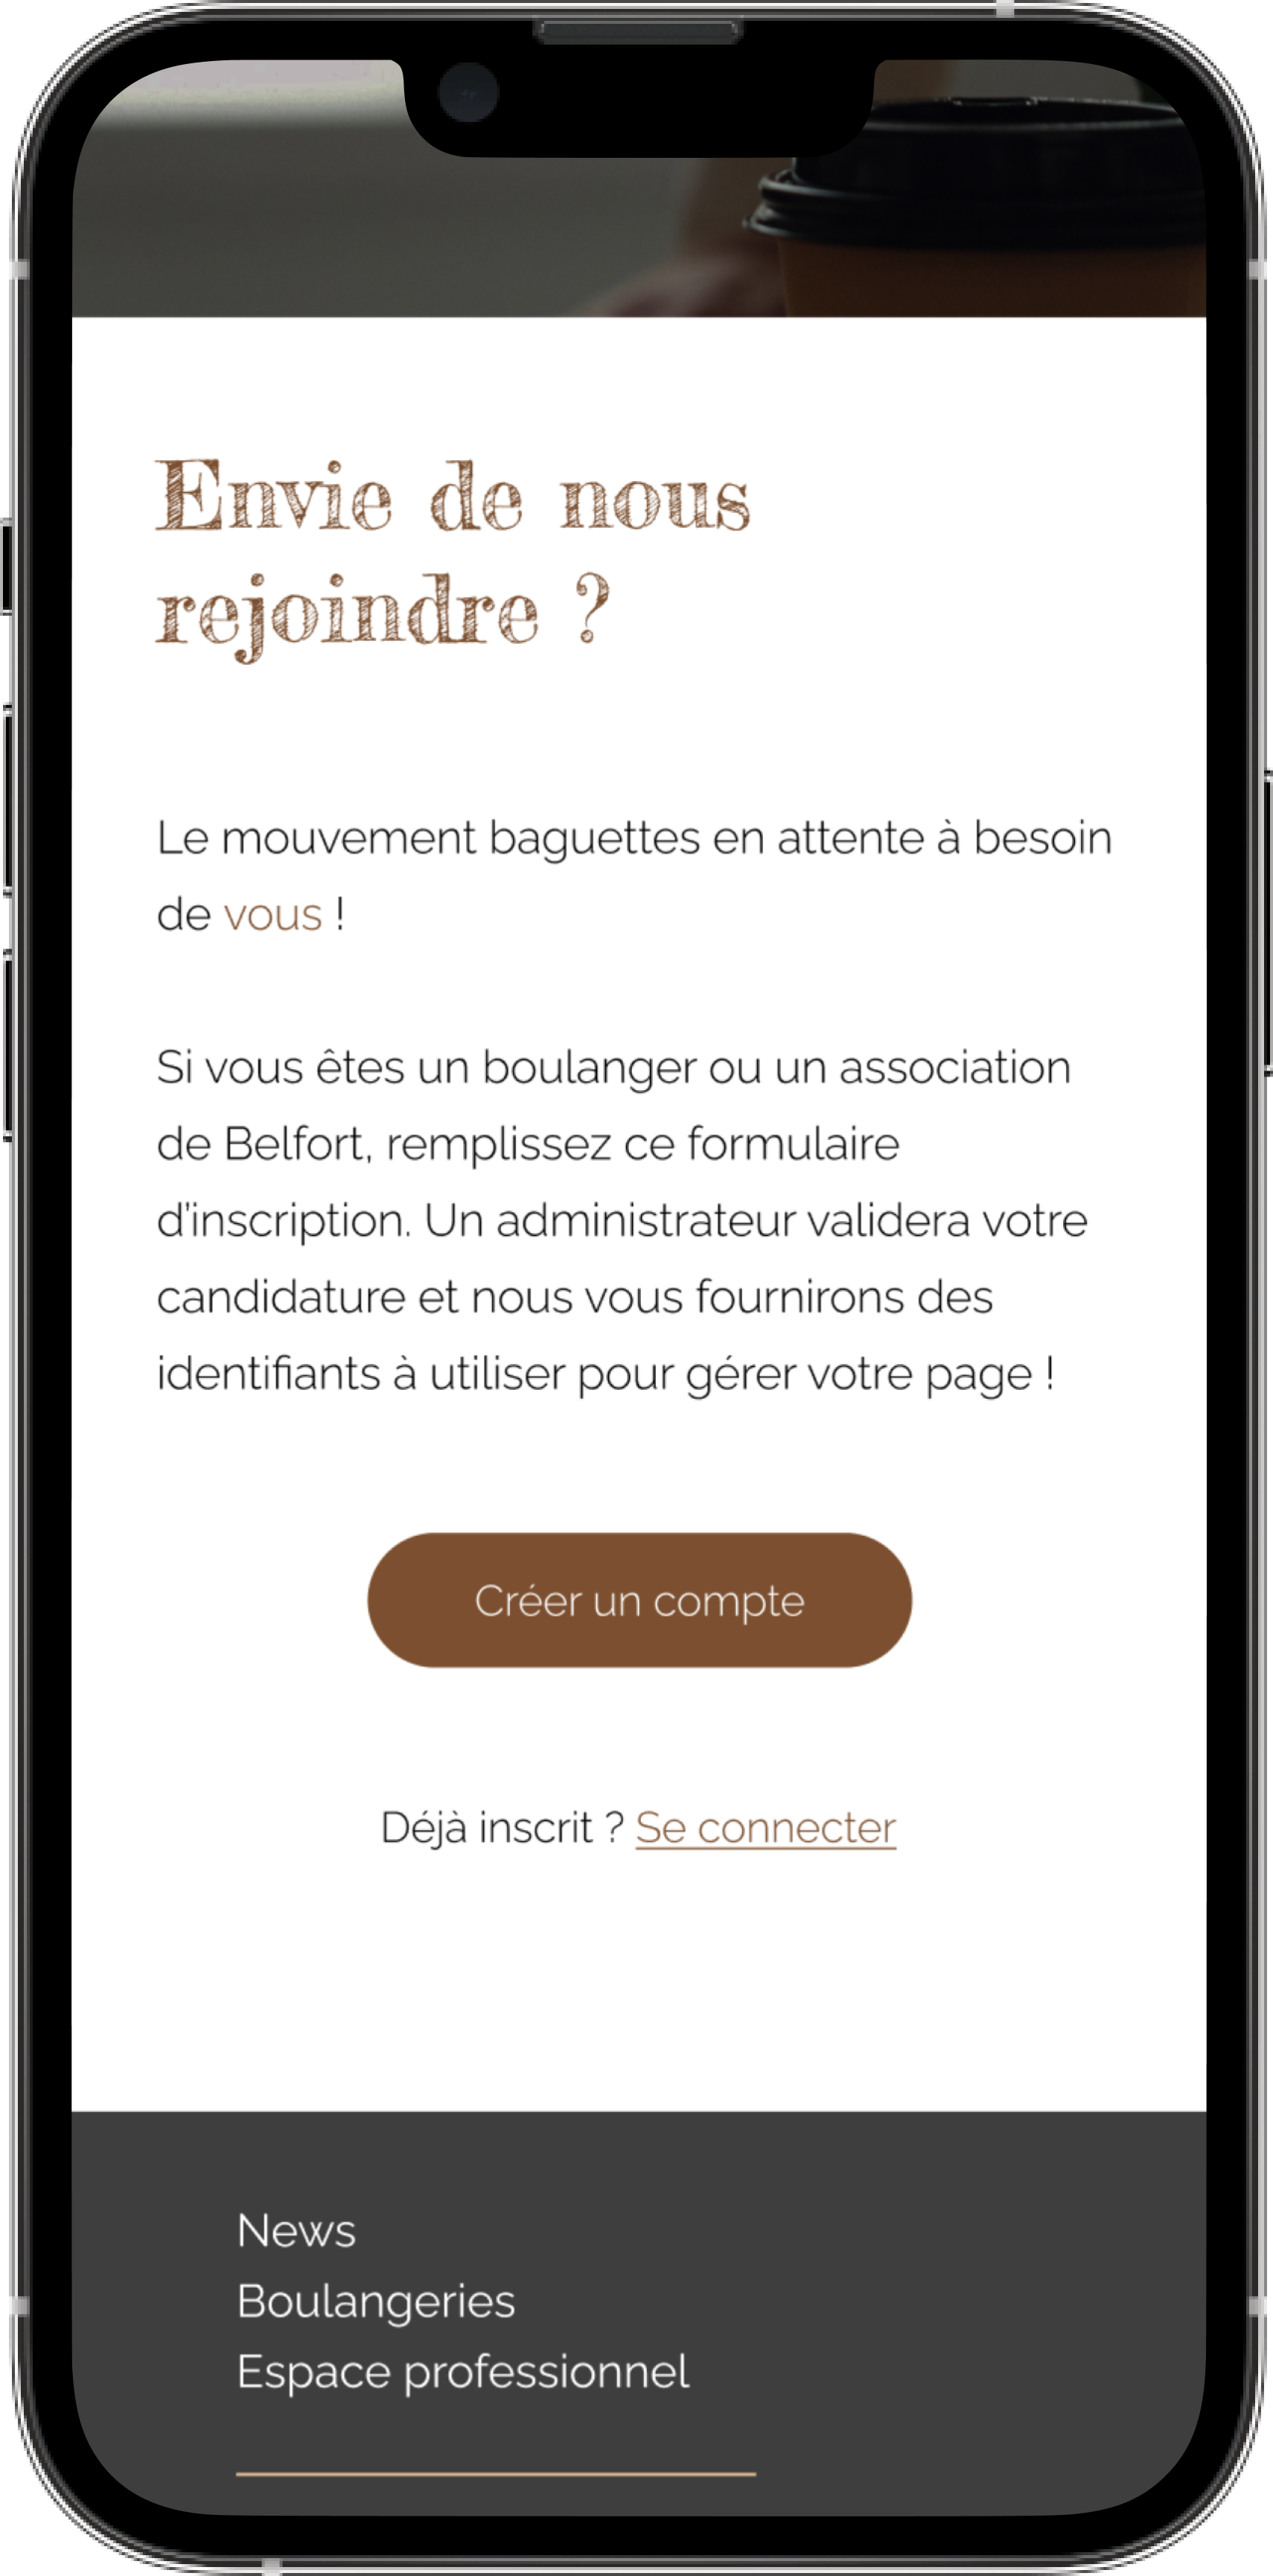 Envie de nous
rejoindre ?
Le mouvement baguettes en attente à besoin
de vous !
Si vous êtes un boulanger ou un association
de Belfort, remplissez ce formulaire
d'inscription. Un administrateur validera votre
candidature et nous vous fournirons des
identifiants à utiliser pour gérer votre page !
Créer un compte
Déjà inscrit ? Se connecter
News
Boulangeries
Espace professionnel